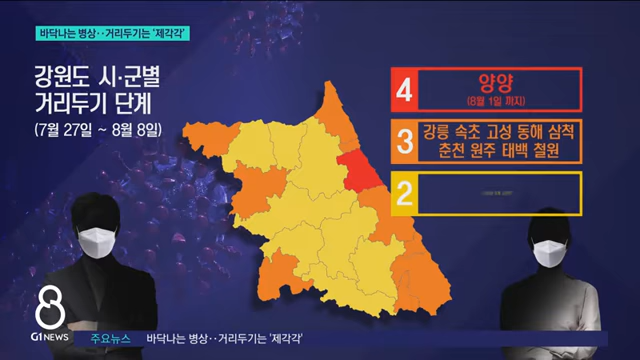 바닥나는 병상··거리두기는 '제각각'
강원도 시·군별
거리두기 단계
(7월 27일 ~ 8월 8일)
4
양양
(8월 1일 까지)
3
강릉 속초 고성 동해 삼척
춘천 원주 태백 철원
2
8
G1 NEWS
주요뉴스
바닥나는 병상··거리두기는 '제각각'